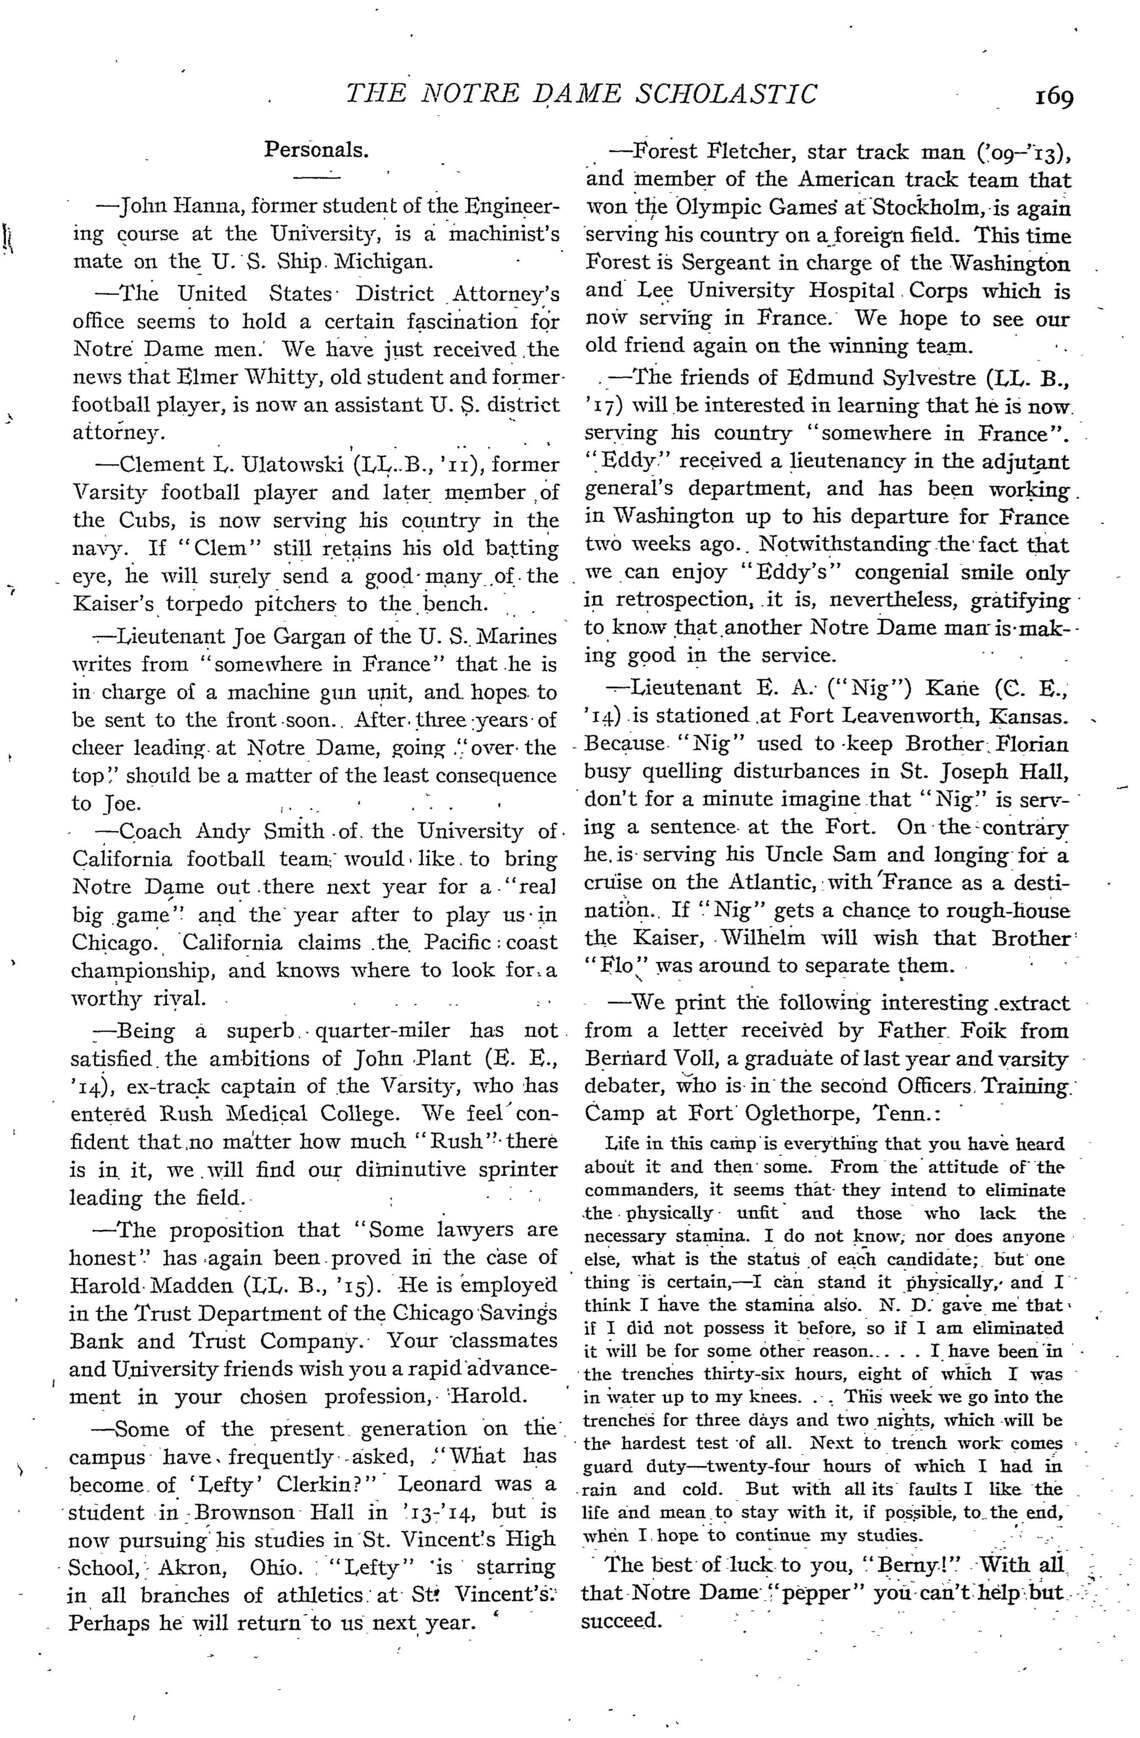 THE NOTRE DAME SCHOLASTIC 169
Personals.
—John Hanna, former student of the Engineer-
ing course at the University, is a machinist's
mate on the U. S. Ship Michigan.
—The United States District Attorney's
office seems to hold a certain fascination for
Notre Dame men. We have just received the
news that Elmer Whitty, old student and former
football player, is now an assistant U. S. district
attorney.
—Clement L. Ulatowski (LL. B., '11), former
Varsity football player and later member of
the Cubs, is now serving his country in the
navy. If "Clem" still retains his old batting
eye, he will surely send a good many of the
Kaiser's torpedo pitchers to the bench.
—Lieutenant Joe Gargan of the U. S. Marines
writes from "somewhere in France" that he is
in charge of a machine gun unit, and hopes to
be sent to the front soon. After three years of
cheer leading at Notre Dame, going "over the
top" should be a matter of the least consequence
to Joe.
—Coach Andy Smith of the University of
California football team would like to bring
Notre Dame out there next year for a "real
big game" and the year after to play us in
Chicago. California claims the Pacific coast
championship, and knows where to look for a
worthy rival.
—Being a superb quarter-miler has not
satisfied the ambitions of John Plant (E. E.,
'14), ex-track captain of the Varsity, who has
entered Rush Medical College. We feel con-
fident that no matter how much "Rush" there
is in it, we will find our diminutive sprinter
leading the field.
—The proposition that "Some lawyers are
honest" has again been proved in the case of
Harold Madden (LL. B., '15). He is employed
in the Trust Department of the Chicago Savings
Bank and Trust Company. Your classmates
and University friends wish you a rapid advance-
ment in your chosen profession, Harold.
—Some of the present generation on the
campus have frequently asked, "What has
become of 'Lefty' Clerkin?" Leonard was a
student in Brownson Hall in '13-'14, but is
now pursuing his studies in St. Vincent's High
School, Akron, Ohio. "Lefty" is starring
in all branches of athletics at St. Vincent's.
Perhaps he will return to us next year.
—Forest Fletcher, star track man ('09–'13),
and member of the American track team that
won the Olympic Games at Stockholm, is again
serving his country on a foreign field. This time
Forest is Sergeant in charge of the Washington
and Lee University Hospital Corps which is
now serving in France. We hope to see our
old friend again on the winning team.
—The friends of Edmund Sylvestre (LL. B.,
'17) will be interested in learning that he is now
serving his country "somewhere in France".
"Eddy" received a lieutenancy in the adjutant
general's department, and has been working
in Washington up to his departure for France
two weeks ago. Notwithstanding the fact that
we can enjoy "Eddy's" congenial smile only
in retrospection, it is, nevertheless, gratifying
to know that another Notre Dame man is mak-
ing good in the service.
—Lieutenant E. A. ("Nig") Kane (C. E.,
'14) is stationed at Fort Leavenworth, Kansas.
Because "Nig" used to keep Brother Florian
busy quelling disturbances in St. Joseph Hall,
don't for a minute imagine that "Nig" is serv-
ing a sentence at the Fort. On the contrary
he is serving his Uncle Sam and longing for a
cruise on the Atlantic, with France as a desti-
nation. If "Nig" gets a chance to rough-house
the Kaiser, Wilhelm will wish that Brother
"Flo" was around to separate them.
—We print the following interesting extract
from a letter received by Father Foik from
Bernard Voll, a graduate of last year and varsity
debater, who is in the second Officers Training
Camp at Fort Oglethorpe, Tenn.:
Life in this camp is everything that you have heard
about it and then some. From the attitude of the
commanders, it seems that they intend to eliminate
the physically unfit and those who lack the
necessary stamina. I do not know, nor does anyone
else, what is the status of each candidate; but one
thing is certain,—I can stand it physically, and I
think I have the stamina also. N. D. gave me that
if I did not possess it before, so if I am eliminated
it will be for some other reason. . . . I have been in
the trenches thirty-six hours, eight of which I was
in water up to my knees. . . This week we go into the
trenches for three days and two nights, which will be
the hardest test of all. Next to trench work comes
guard duty—twenty-four hours of which I had in
rain and cold. But with all its faults I like the
life and mean to stay with it, if possible, to the end,
when I hope to continue my studies.
The best of luck to you, "Berny!" With all
that Notre Dame "pepper" you can't help but
succeed.